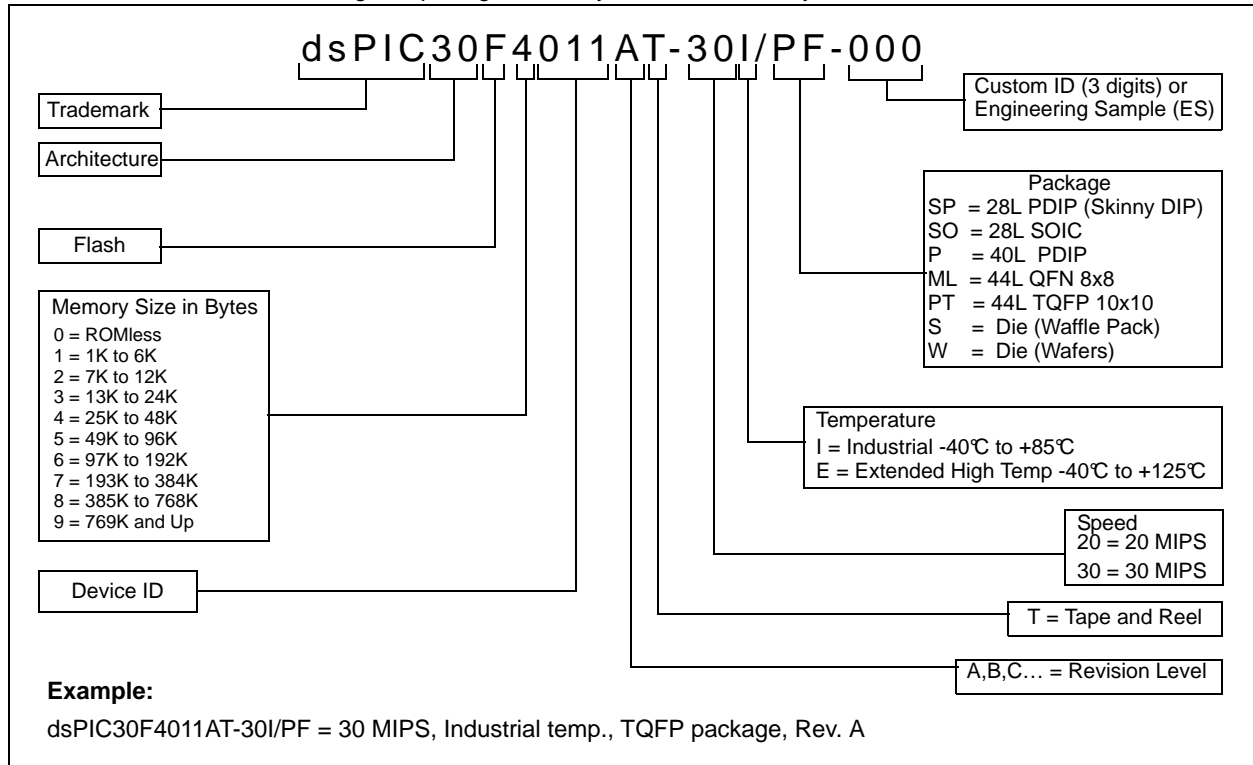 dsPIC30F4011AT-30I/PF-000
Trademark
Architecture
Flash
Memory Size in Bytes
0 = ROMless
1 = 1K to 6K
2 = 7K to 12K
3 = 13K to 24K
4 = 25K to 48K
5 = 49K to 96K
6 = 97K to 192K
7 = 193K to 384K
8 = 385K to 768K
9 = 769K and Up
Device ID
Custom ID (3 digits) or
Engineering Sample (ES)
Package
SP = 28L PDIP (Skinny DIP)
SO = 28L SOIC
P = 40L PDIP
ML = 44L QFN 8x8
PT = 44L TQFP 10x10
S = Die (Waffle Pack)
W = Die (Wafers)
Temperature
I = Industrial -40°C to +85°C
E = Extended High Temp -40°C to +125°C
Speed
20 = 20 MIPS
30 = 30 MIPS
T = Tape and Reel
A,B,C… = Revision Level
Example:
dsPIC30F4011AT-30I/PF = 30 MIPS, Industrial temp., TQFP package, Rev. A